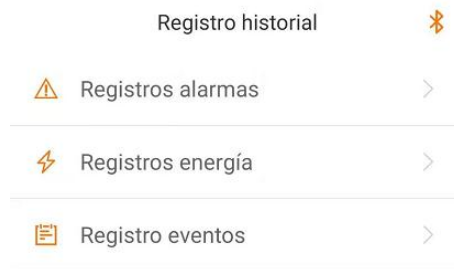 Registro historial
Registros alarmas
Registros energía
Registro eventos